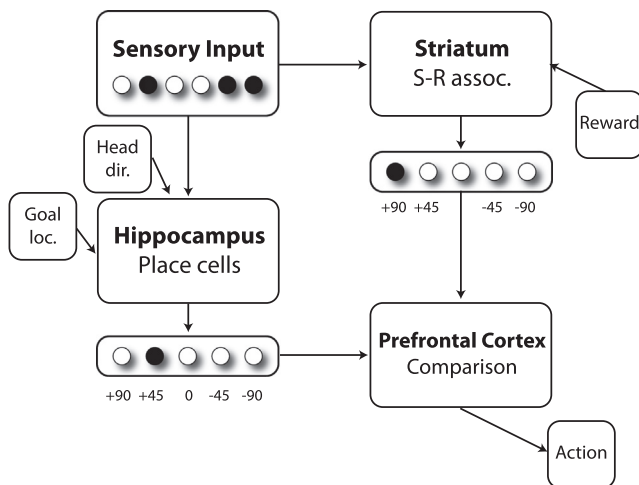 Sensory Input
Striatum
S-R assoc.
Reward
Head
dir.
+90 +45 -45 -90
Goal
loc.
Hippocampus
Place cells
Prefrontal Cortex
Comparison
+90 +45 0 -45 -90
Action